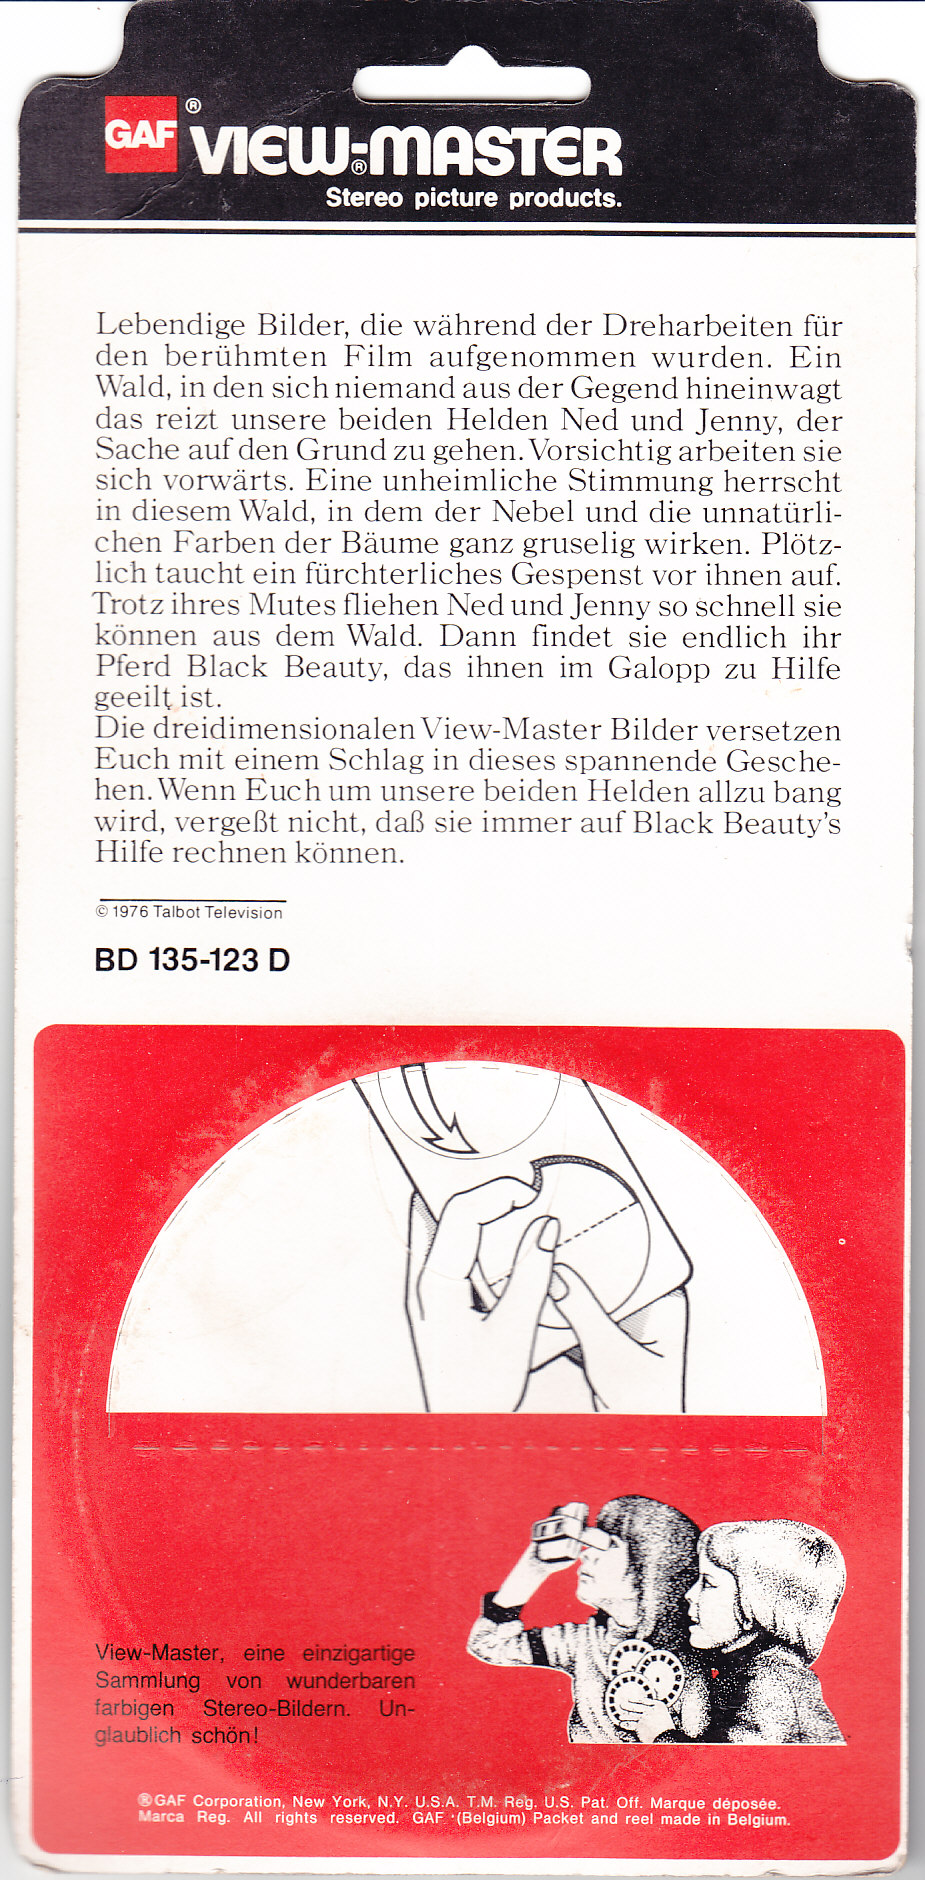 GAF® VIEW-MASTER®
Stereo picture products.
Lebendige Bilder, die während der Dreharbeiten für
den berühmten Film aufgenommen wurden. Ein
Wald, in den sich niemand aus der Gegend hineinwagt
das reizt unsere beiden Helden Ned und Jenny, der
Sache auf den Grund zu gehen. Vorsichtig arbeiten sie
sich vorwärts. Eine unheimliche Stimmung herrscht
in diesem Wald, in dem der Nebel und die unnatürli-
chen Farben der Bäume ganz gruselig wirken. Plötz-
lich taucht ein fürchterliches Gespenst vor ihnen auf.
Trotz ihres Mutes fliehen Ned und Jenny so schnell sie
können aus dem Wald. Dann findet sie endlich ihr
Pferd Black Beauty, das ihnen im Galopp zu Hilfe
geeilt ist.
Die dreidimensionalen View-Master Bilder versetzen
Euch mit einem Schlag in dieses spannende Gesche-
hen. Wenn Euch um unsere beiden Helden allzu bang
wird, vergeßt nicht, daß sie immer auf Black Beauty's
Hilfe rechnen können.
© 1976 Talbot Television
BD 135-123 D
View-Master, eine einzigartige
Sammlung von wunderbaren
farbigen Stereo-Bildern. Un-
glaublich schön!
®GAF Corporation, New York, N.Y. U.S.A. T.M. Reg. U.S. Pat. Off. Marque déposée.
Marca Reg. All rights reserved. GAF (Belgium) Packet and reel made in Belgium.